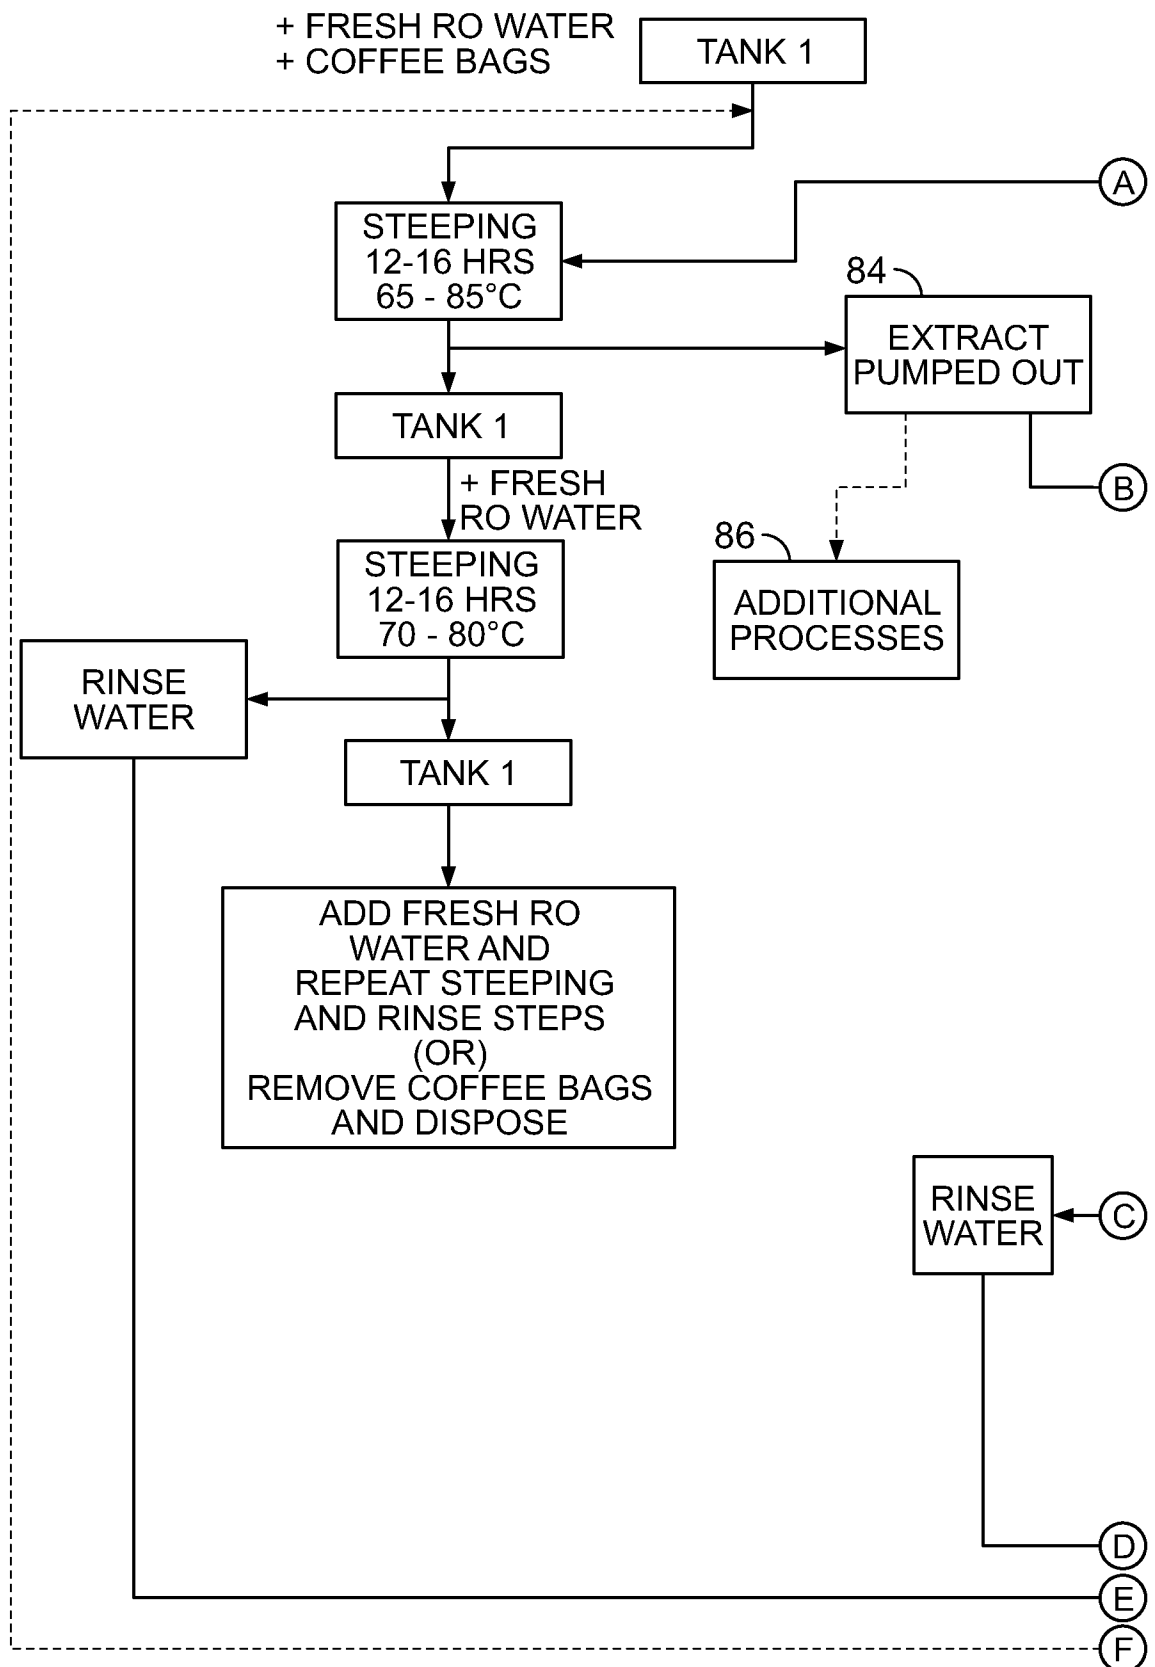 + FRESH RO WATER
+ COFFEE BAGS
TANK 1
A
STEEPING
12-16 HRS
65 - 85°C
84
EXTRACT
PUMPED OUT
TANK 1
B
+ FRESH
RO WATER
86
ADDITIONAL
PROCESSES
STEEPING
12-16 HRS
70 - 80°C
RINSE
WATER
TANK 1
ADD FRESH RO
WATER AND
REPEAT STEEPING
AND RINSE STEPS
(OR)
REMOVE COFFEE BAGS
AND DISPOSE
RINSE
WATER
C
D
E
F